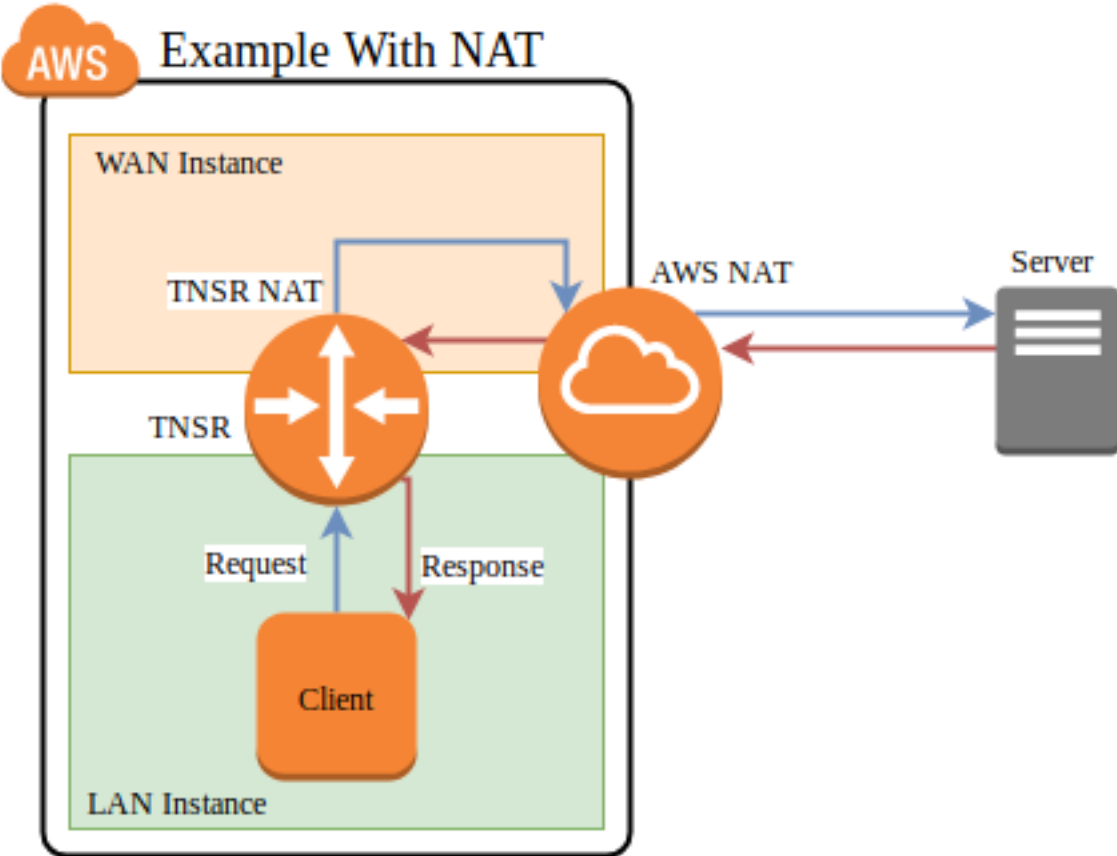 AWS
Example With NAT
WAN Instance
TNSR NAT
AWS NAT
Server
TNSR
Request
Response
Client
LAN Instance